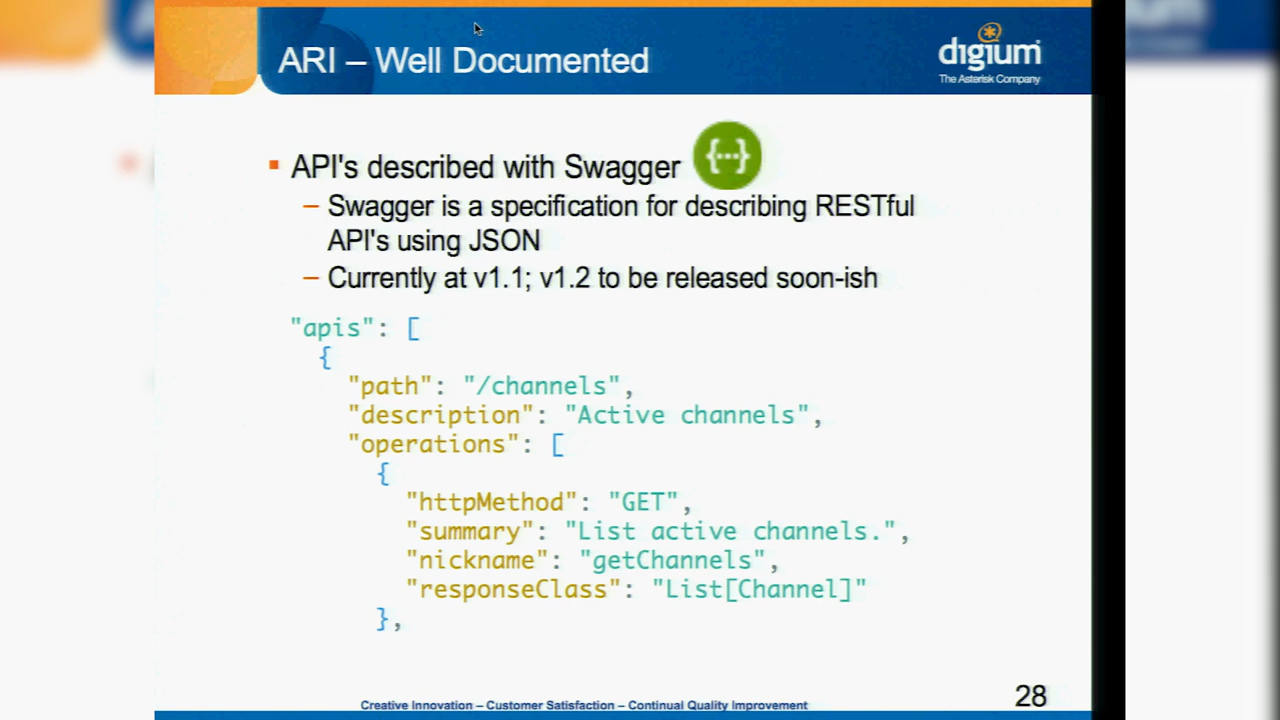 ARI – Well Documented
digium
The Asterisk Company
API's described with Swagger
{···}
– Swagger is a specification for describing RESTful
API's using JSON
– Currently at v1.1; v1.2 to be released soon-ish
"apis": [
{
"path": "/channels",
"description": "Active channels",
"operations": [
{
"httpMethod": "GET",
"summary": "List active channels.",
"nickname": "getChannels",
"responseClass": "List[Channel]"
},
Creative Innovation – Customer Satisfaction – Continual Quality Improvement
28